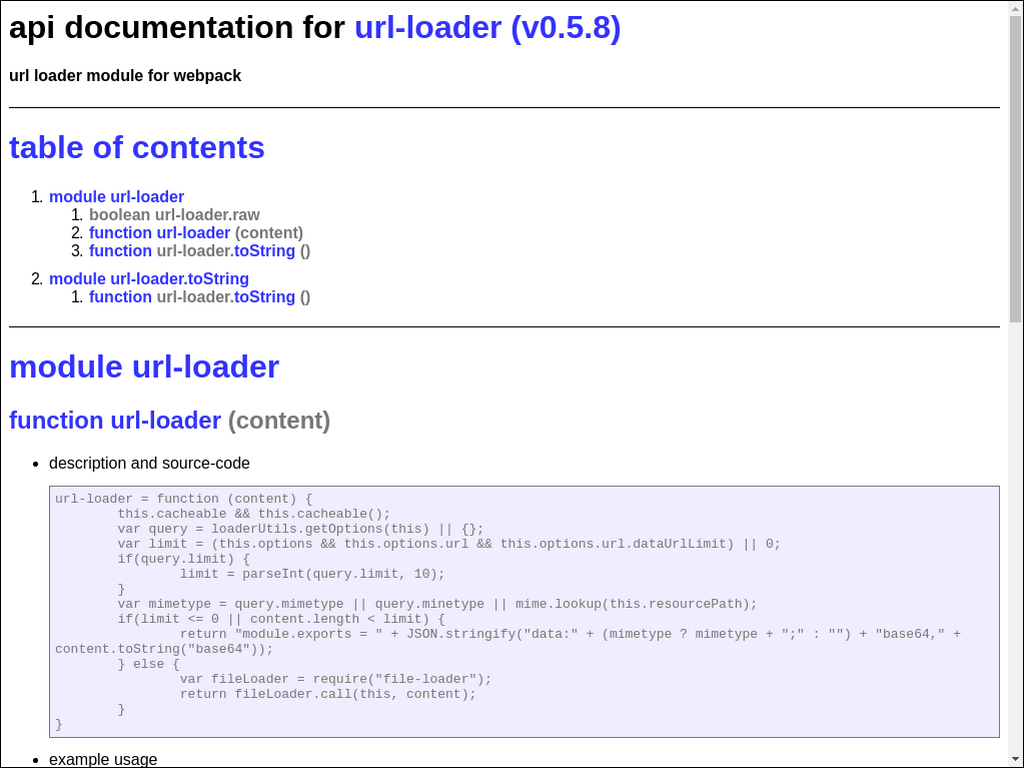 api documentation for url-loader (v0.5.8)
url loader module for webpack
table of contents
1. module url-loader
1. boolean url-loader.raw
2. function url-loader (content)
3. function url-loader.toString ()
2. module url-loader.toString
1. function url-loader.toString ()
module url-loader
function url-loader (content)
• description and source-code
url-loader = function (content) {
        this.cacheable && this.cacheable();
        var query = loaderUtils.getOptions(this) || {};
        var limit = (this.options && this.options.url && this.options.url.dataUrlLimit) || 0;
        if(query.limit) {
                limit = parseInt(query.limit, 10);
        }
        var mimetype = query.mimetype || query.minetype || mime.lookup(this.resourcePath);
        if(limit <= 0 || content.length < limit) {
                return "module.exports = " + JSON.stringify("data:" + (mimetype ? mimetype + ";" : "") + "base64," +
content.toString("base64"));
        } else {
                var fileLoader = require("file-loader");
                return fileLoader.call(this, content);
        }
}
• example usage